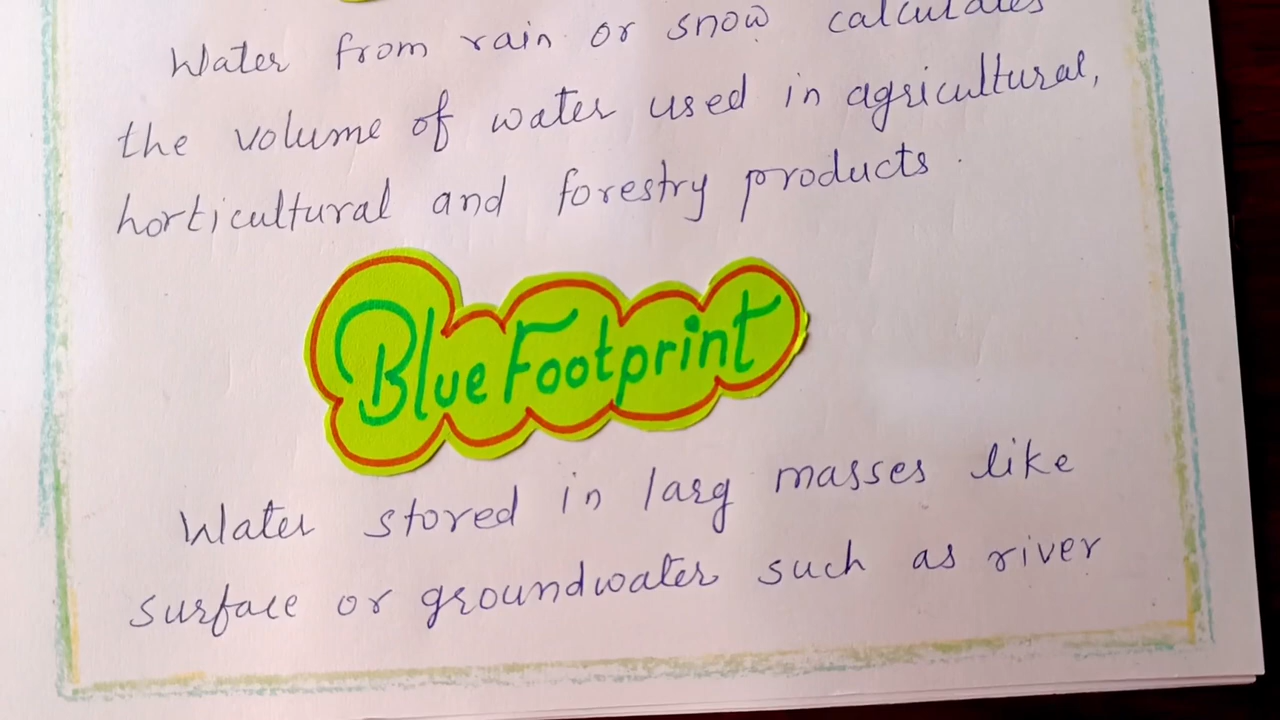 Water from rain or snow calculates
the volume of water used in agricultural,
horticultural and forestry products.
Blue Footprint
Water stored in larg masses like
surface or groundwater such as river